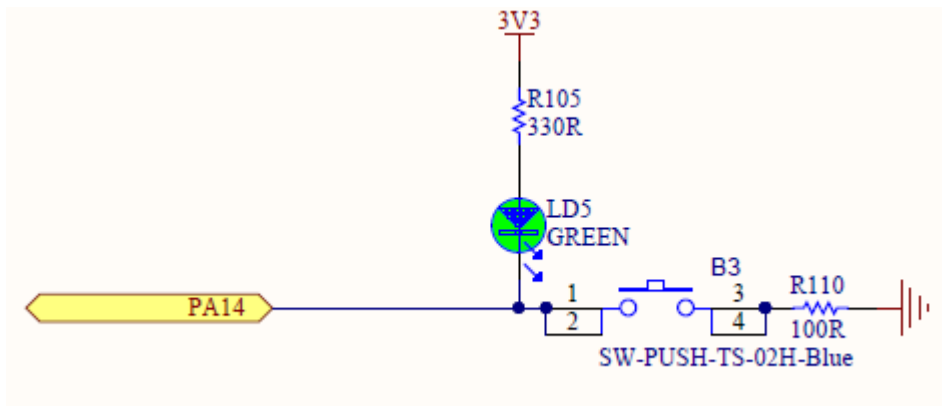 3V3
R105
330R
LD5
GREEN
PA14
1
2
B3
3
4
R110
100R
SW-PUSH-TS-02H-Blue